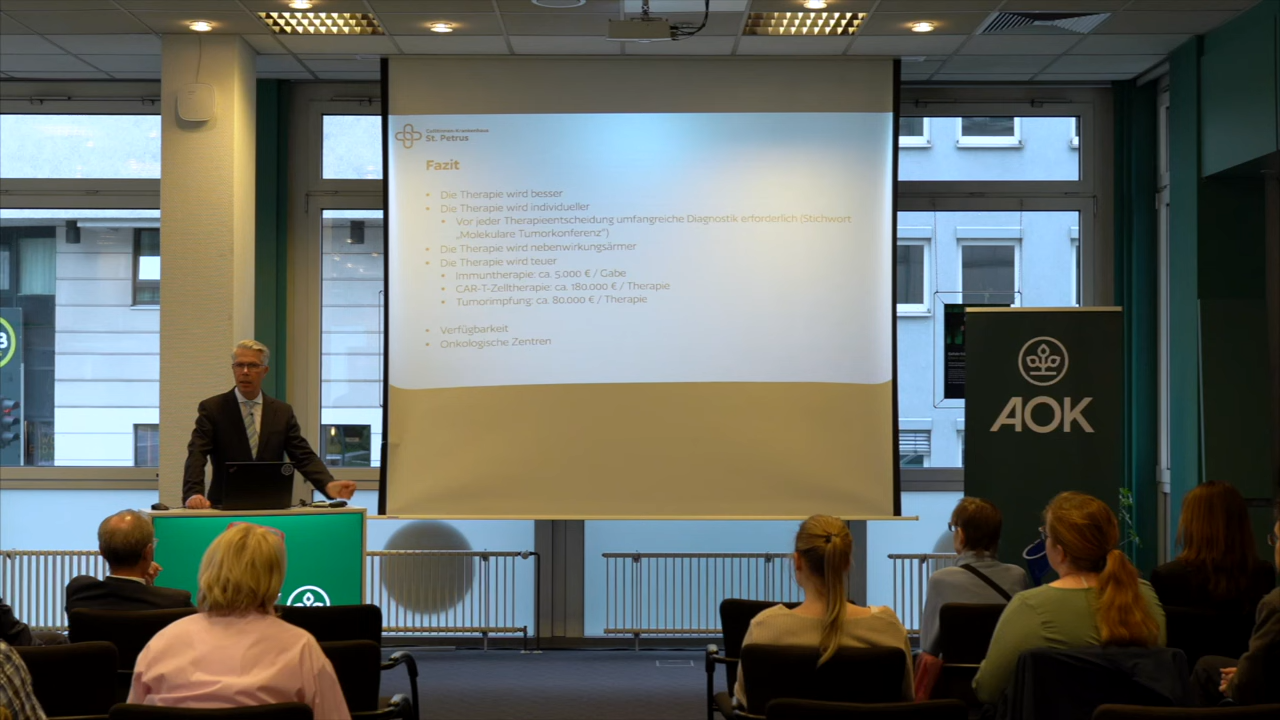 St. Petrus
Fazit
• Die Therapie wird besser
• Die Therapie wird individueller
• Vor jeder Therapieentscheidung umfangreiche Diagnostik erforderlich (Stichwort
„Molekulare Tumorkonferenz")
• Die Therapie wird nebenwirkungsärmer
• Die Therapie wird teuer
• Immuntherapie: ca. 5.000 € / Gabe
• CAR-T-Zelltherapie: ca. 180.000 € / Therapie
• Tumorimpfung: ca. 80.000 € / Therapie
• Verfügbarkeit
• Onkologische Zentren
AOK